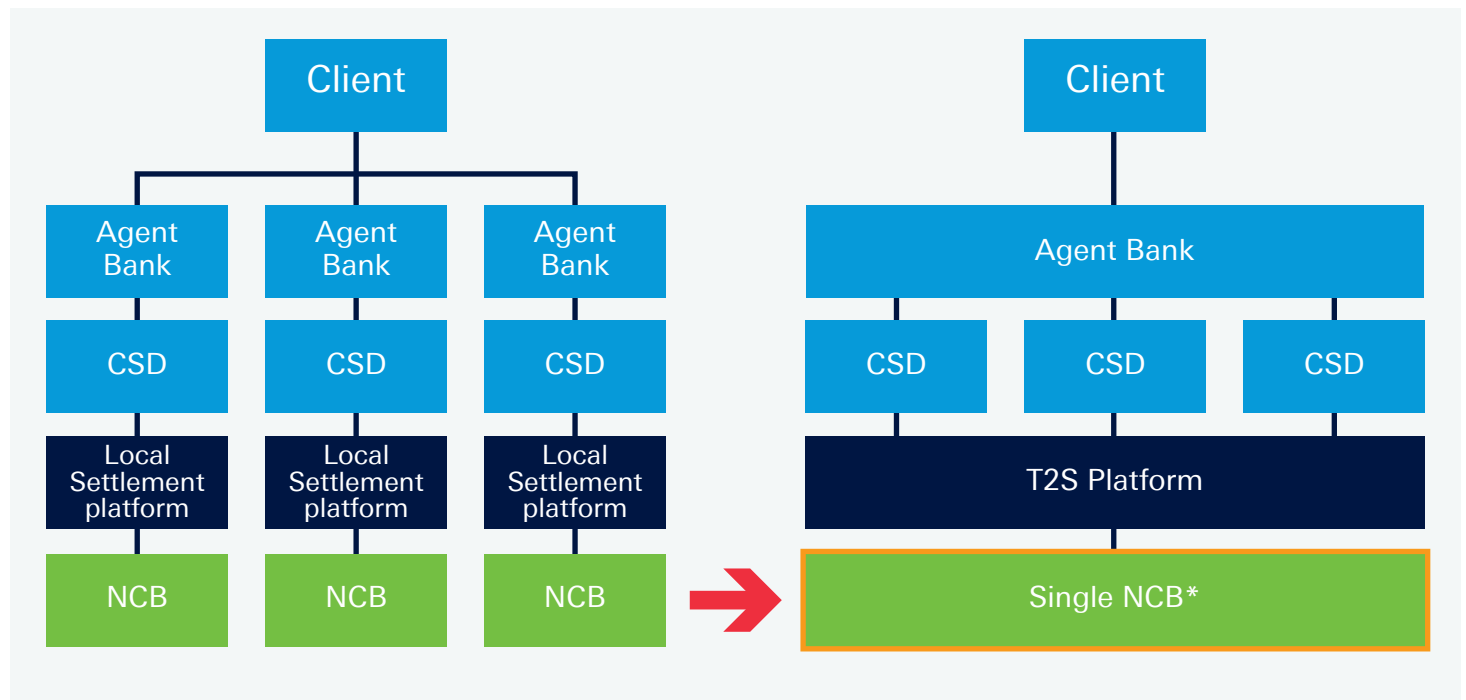 Client
Agent
Bank
Agent
Bank
Agent
Bank
CSD
CSD
CSD
Local
Settlement
platform
Local
Settlement
platform
Local
Settlement
platform
NCB
NCB
NCB
Client
Agent Bank
CSD
CSD
CSD
T2S Platform
Single NCB*